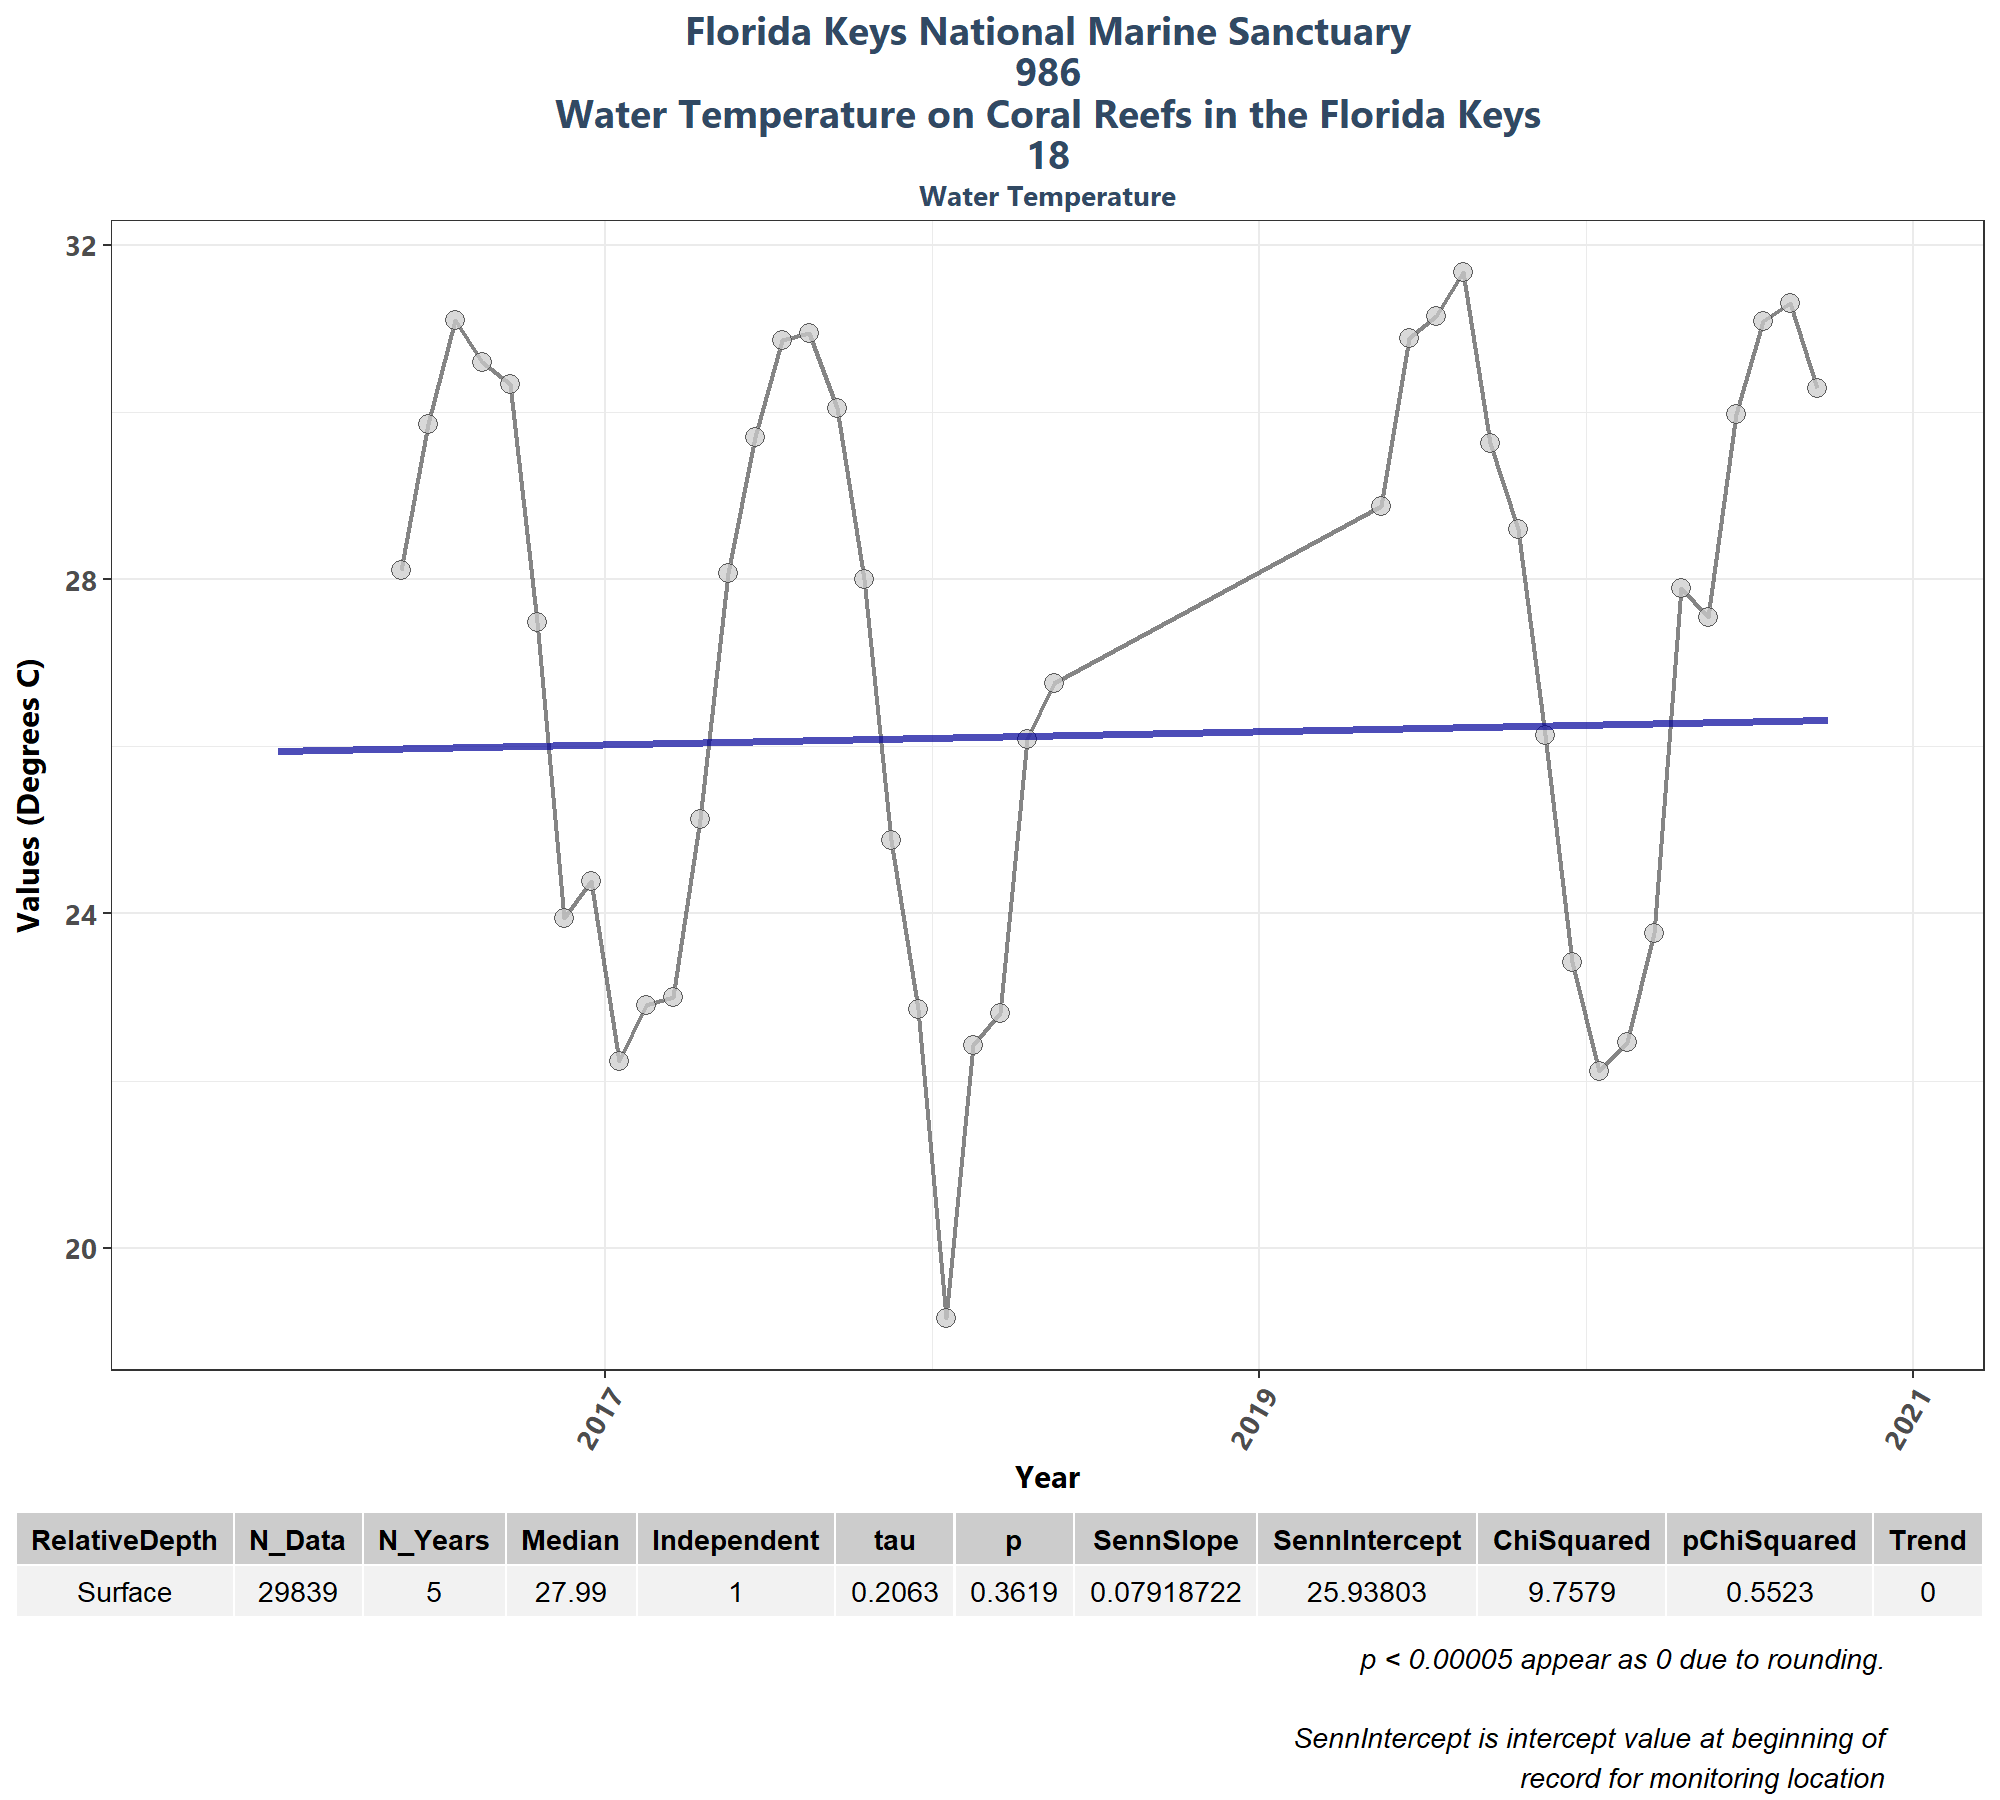 Florida Keys National Marine Sanctuary
986
Water Temperature on Coral Reefs in the Florida Keys
18
Water Temperature
32
28
24
20
Values (Degrees C)
2017 2019 2021
Year
RelativeDepth N_Data N_Years Median Independent tau p SennSlope SennIntercept ChiSquared pChiSquared Trend
Surface 29839 5 27.99 1 0.2063 0.3619 0.07918722 25.93803 9.7579 0.5523 0
p < 0.00005 appear as 0 due to rounding.
SennIntercept is intercept value at beginning of
record for monitoring location